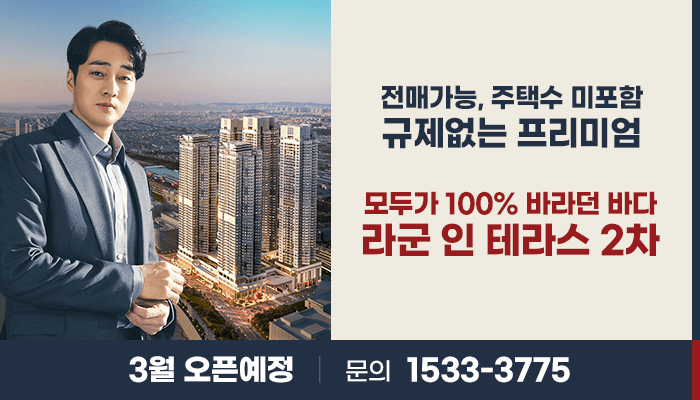 전매가능, 주택수 미포함
규제없는 프리미엄
모두가 100% 바라던 바다
라군 인 테라스 2차
3월 오픈예정
문의 1533-3775